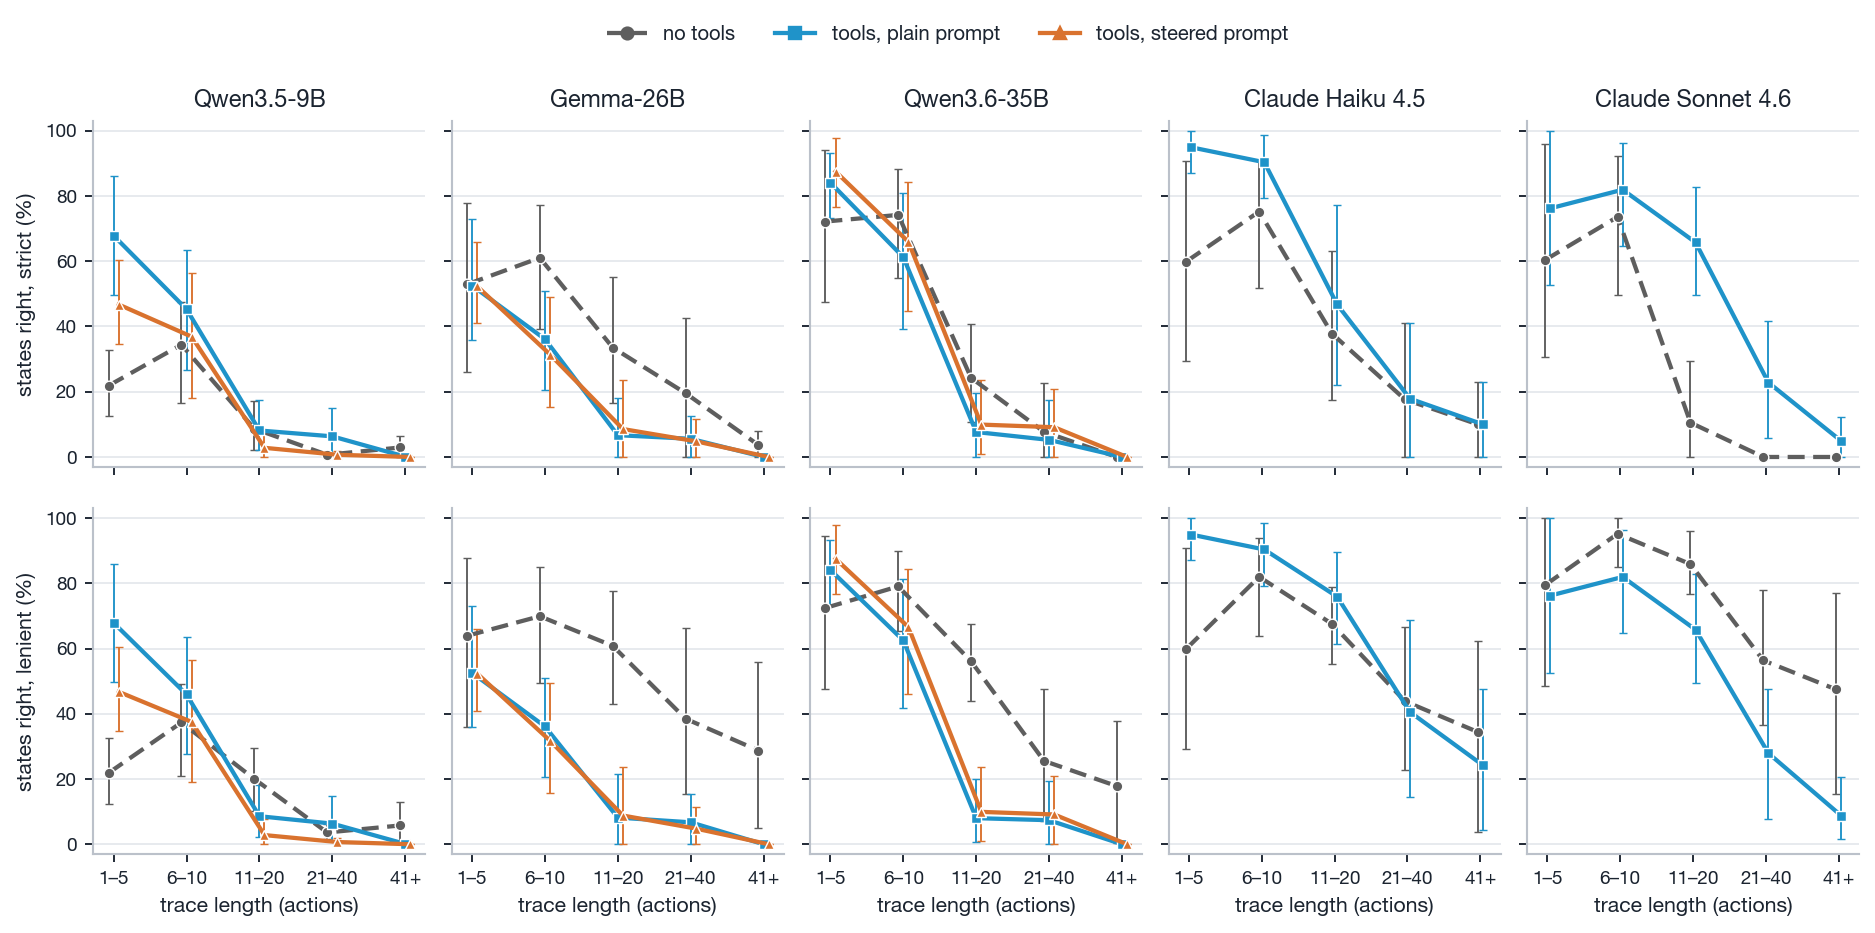 no tools tools, plain prompt tools, steered prompt
Qwen3.5-9B Gemma-26B Qwen3.6-35B Claude Haiku 4.5 Claude Sonnet 4.6
states right, strict (%)
100
80
60
40
20
0
states right, lenient (%)
100
80
60
40
20
0
1–5 6–10 11–20 21–40 41+ 1–5 6–10 11–20 21–40 41+ 1–5 6–10 11–20 21–40 41+ 1–5 6–10 11–20 21–40 41+ 1–5 6–10 11–20 21–40 41+
trace length (actions) trace length (actions) trace length (actions) trace length (actions) trace length (actions)